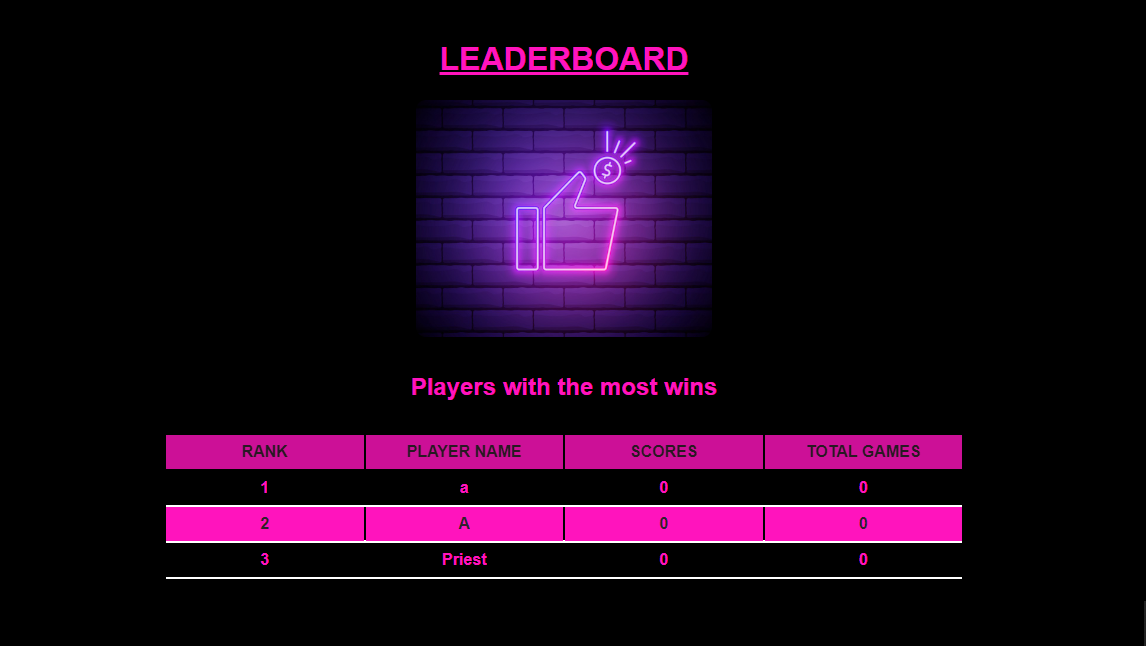 LEADERBOARD
$
Players with the most wins
RANK PLAYER NAME SCORES TOTAL GAMES
1 a 0 0
2 A 0 0
3 Priest 0 0